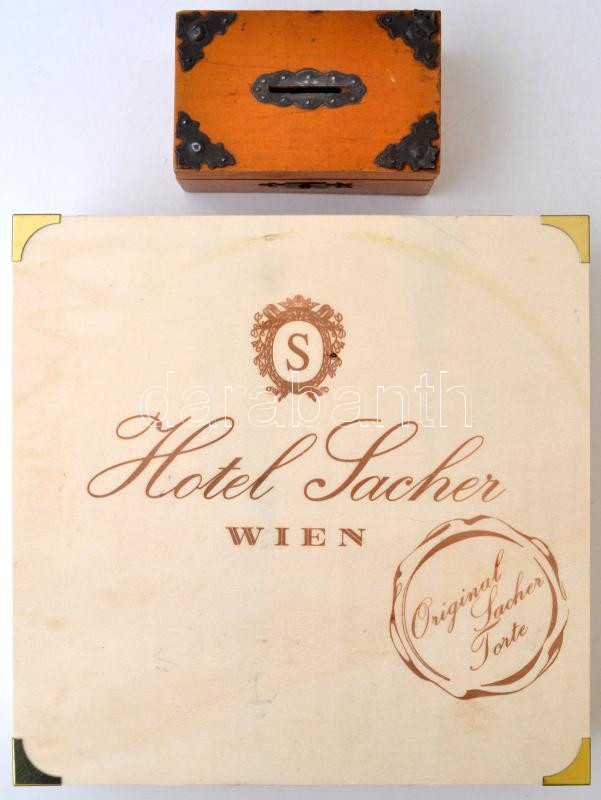 S
darabanth
Hotel Sacher
WIEN
Original
Sacher
Torte